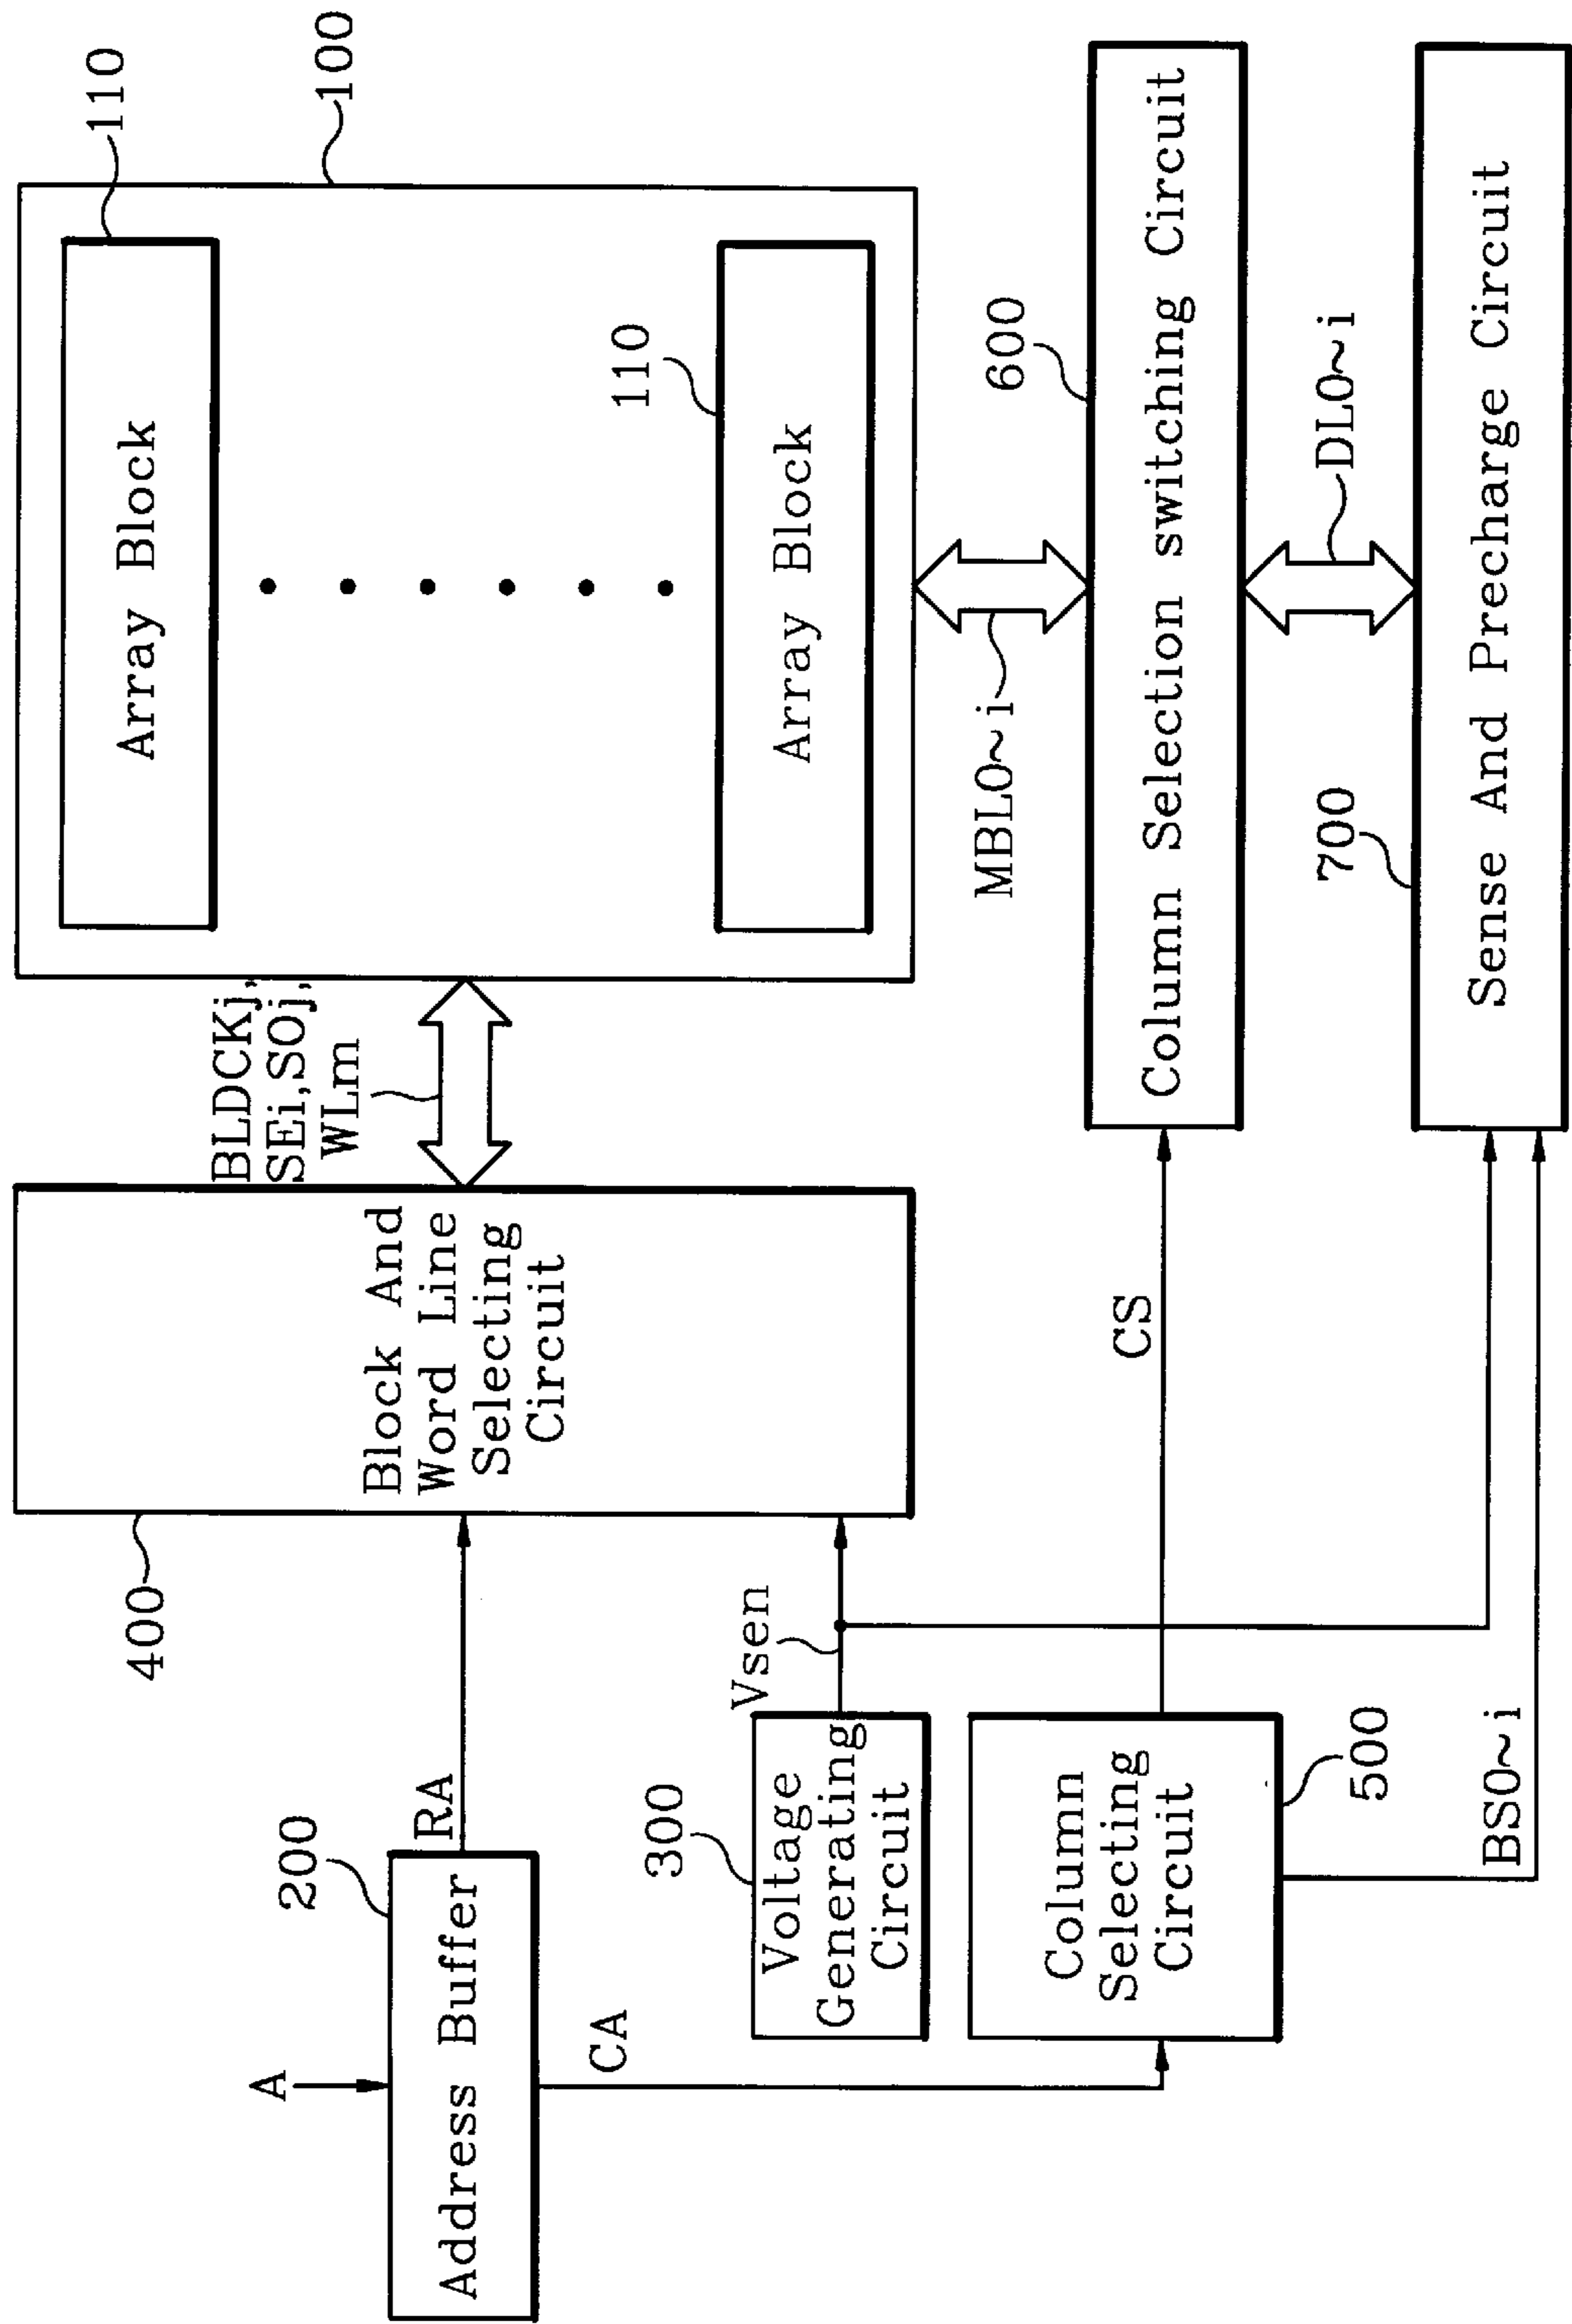 A
200
Address Buffer
RA
CA
400
Block And
Word Line
Selecting
Circuit
BLDCKj,
SEi,SOj,
WLm
110
Array Block
100
110
Array Block
300
Voltage
Generating
Circuit
Vsen
MBL0~i
600
Column Selection switching Circuit
CS
Column
Selecting
Circuit
500
BS0~i
DL0~i
700
Sense And Precharge Circuit